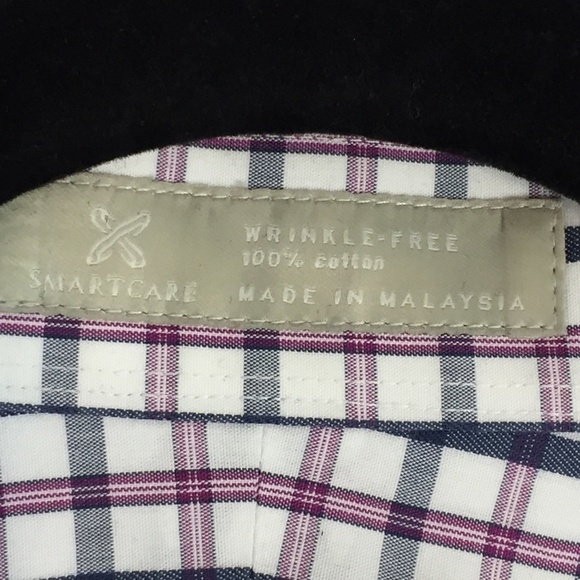 SMARTCARE
WRINKLE-FREE
100% cotton
MADE IN MALAYSIA